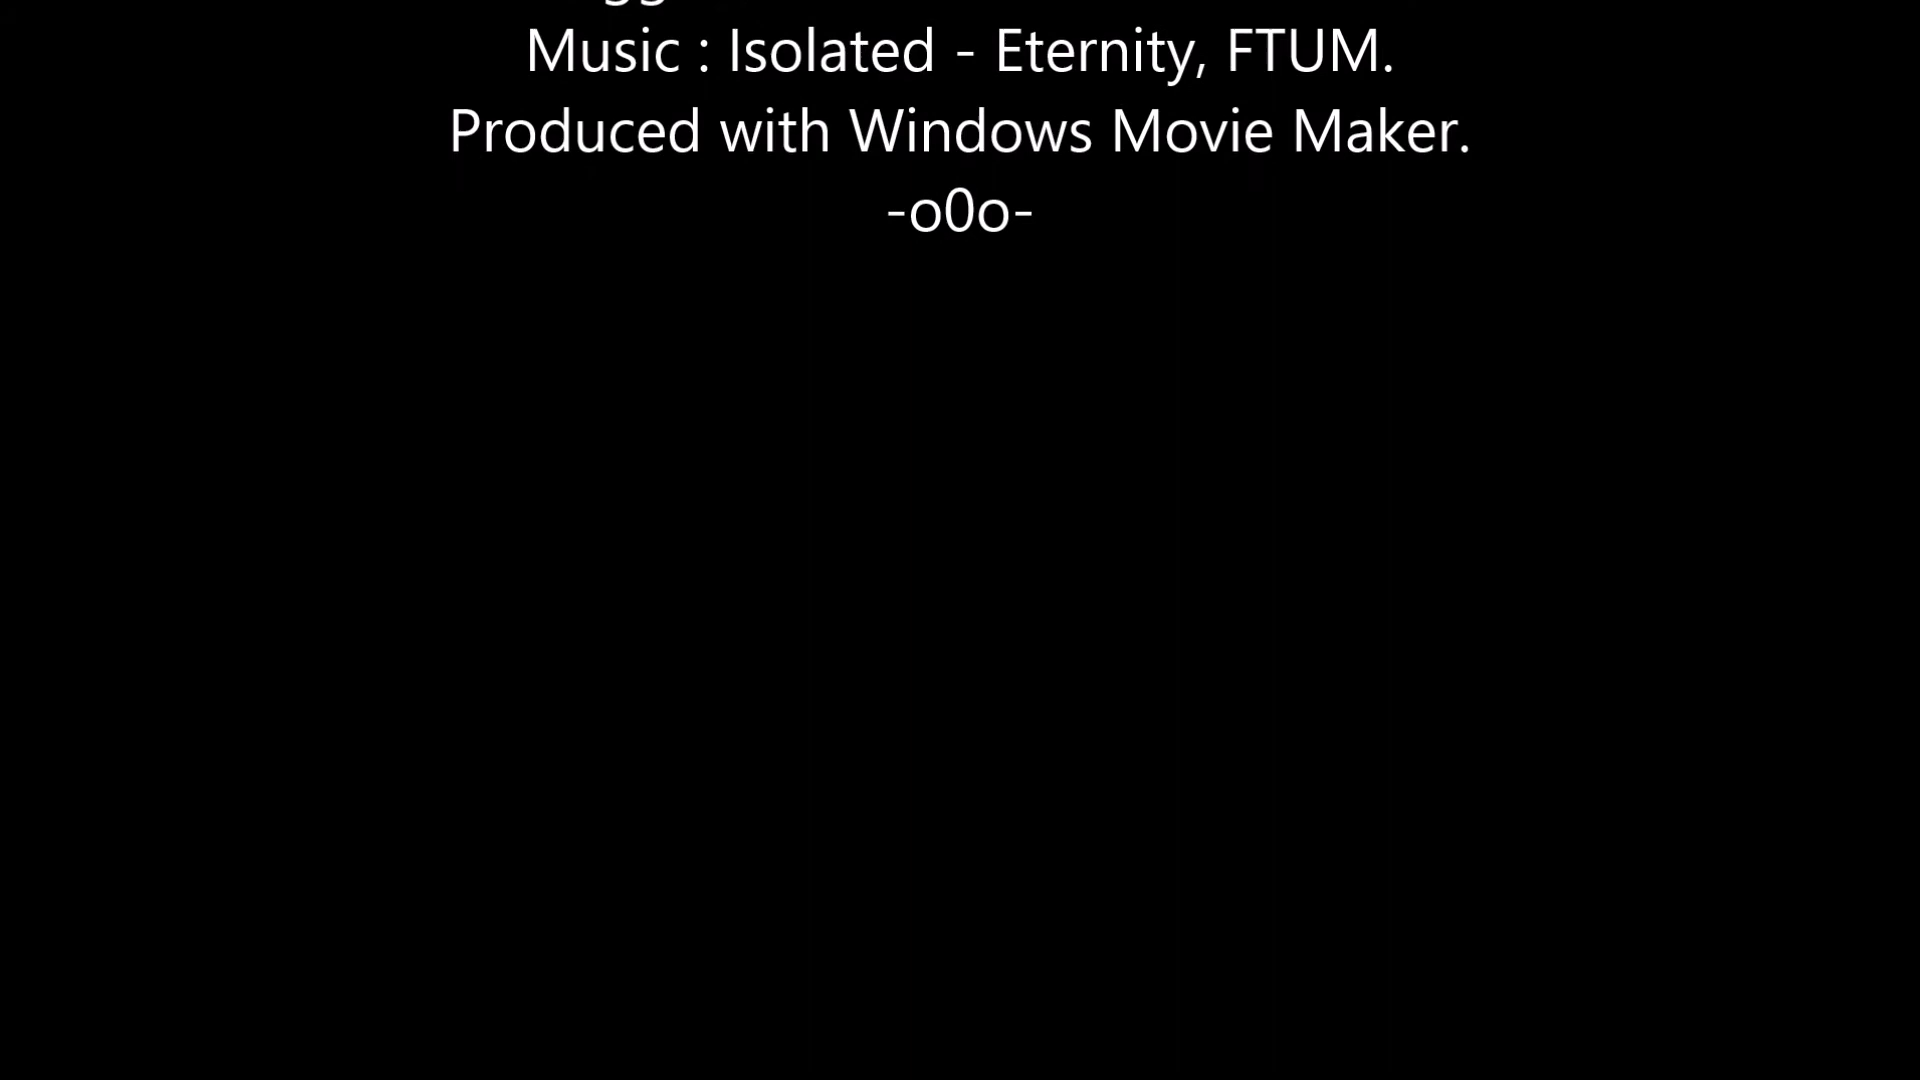 Music : Isolated - Eternity, FTUM.
Produced with Windows Movie Maker.
-o0o-